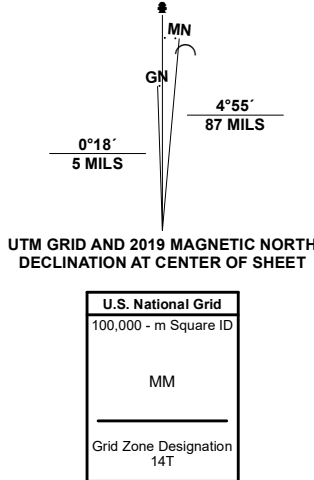 MN
GN
4°55´
87 MILS
0°18´
5 MILS
UTM GRID AND 2019 MAGNETIC NORTH
DECLINATION AT CENTER OF SHEET
U.S. National Grid
100,000 - m Square ID
MM
Grid Zone Designation
14T